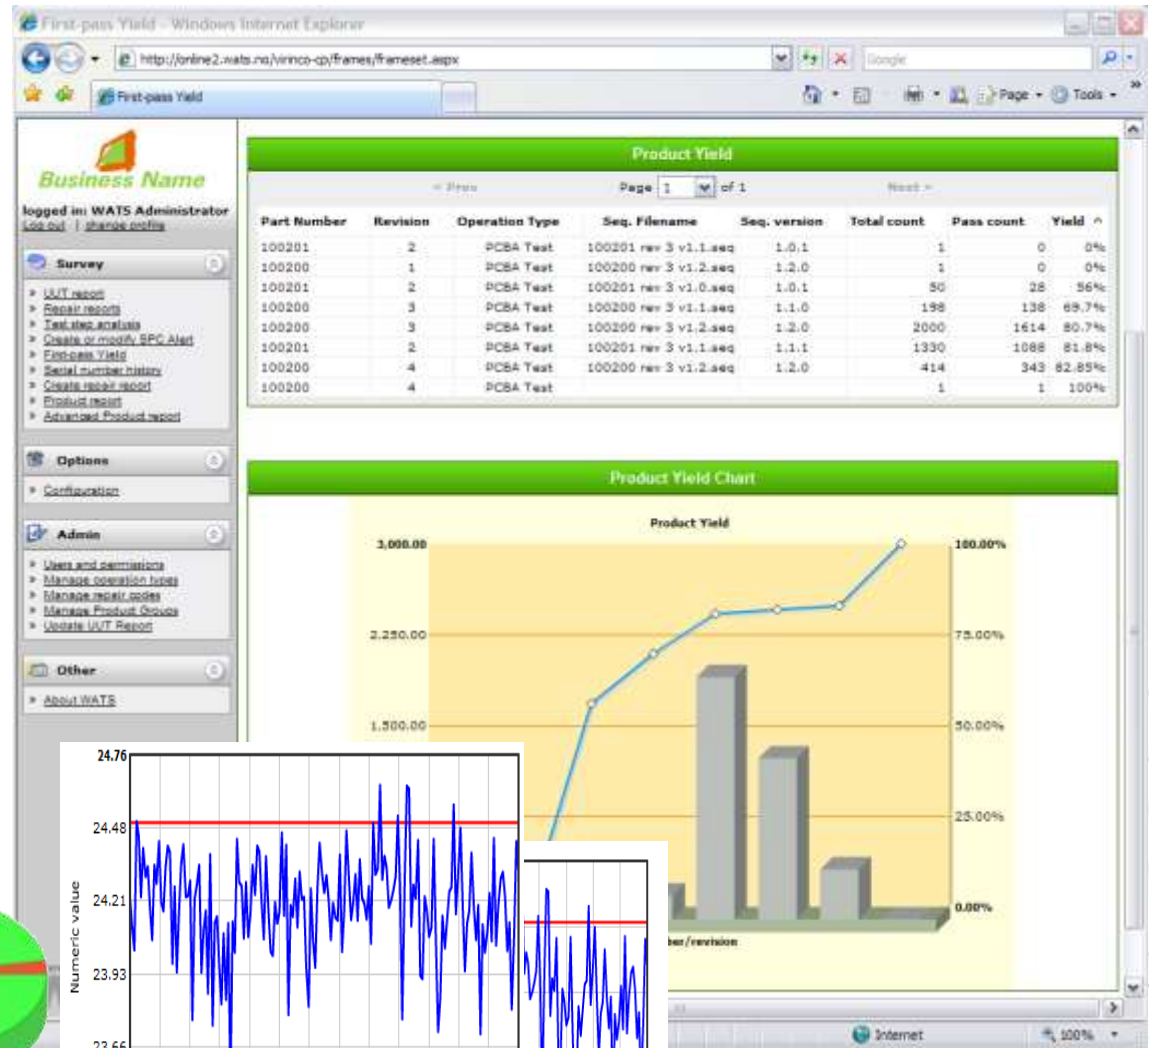 First-pass Yield - Windows Internet Explorer
http://online2.wats.no/virinco-cp/frames/frameset.aspx
Google
First-pass Yield
Page
Tools
Business Name
logged in: WATS Administrator
Log out | change profile
Survey
UUT report
Repair reports
Test step analysis
Create or modify SPC Alert
First-pass Yield
Serial number history
Create repair report
Product report
Advanced Product report
Options
Configuration
Admin
Users and permissions
Manage operation types
Manage repair codes
Manage Product Groups
Update UUT Report
Other
About WATS
Product Yield
< Prev Page 1 of 1 Next >
Part Number Revision Operation Type Seq. Filename Seq. version Total count Pass count Yield ^
100201 2 PCBA Test 100201 rev 3 v1.1.seq 1.0.1 1 0 0%
100200 1 PCBA Test 100200 rev 3 v1.2.seq 1.2.0 1 0 0%
100201 2 PCBA Test 100201 rev 3 v1.0.seq 1.0.1 50 28 56%
100200 3 PCBA Test 100200 rev 3 v1.1.seq 1.1.0 198 138 69.7%
100200 3 PCBA Test 100200 rev 3 v1.2.seq 1.2.0 2000 1614 80.7%
100201 2 PCBA Test 100201 rev 3 v1.1.seq 1.1.1 1330 1088 81.8%
100200 4 PCBA Test 100200 rev 3 v1.2.seq 1.2.0 414 343 82.85%
100200 4 PCBA Test 1 1 100%
Product Yield Chart
Product Yield
3,000.00 100.00%
2,250.00 75.00%
1,500.00 50.00%
25.00%
0.00%
ber/revision
24.76
24.48
24.21
23.93
23.66
Numeric value
Internet
100%